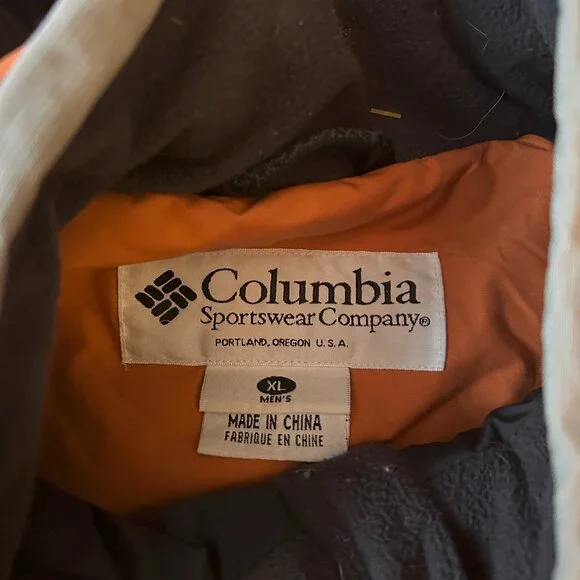 Columbia
Sportswear Company®
PORTLAND, OREGON U.S.A.
XL
MEN'S
MADE IN CHINA
FABRIQUE EN CHINE